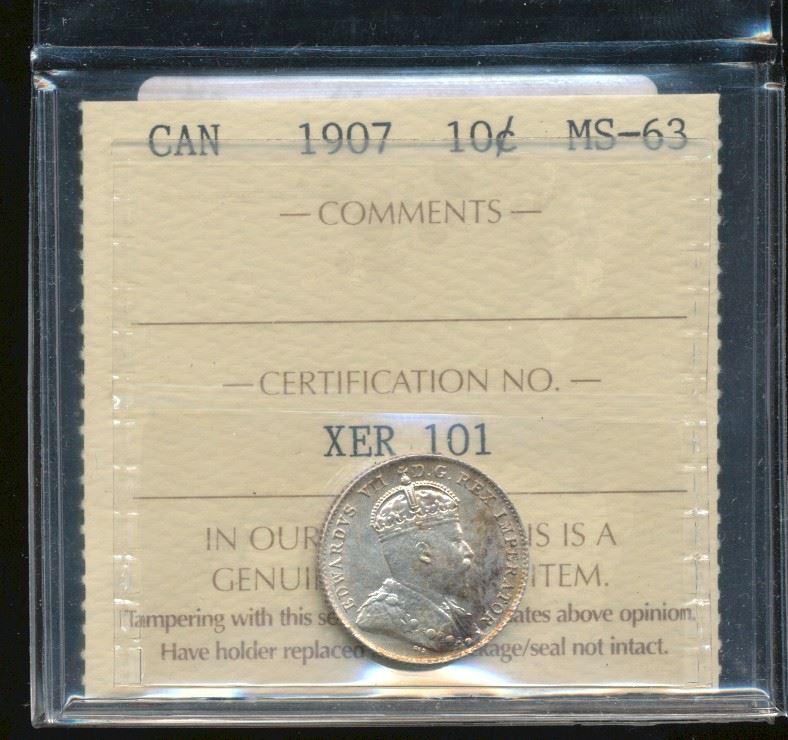 CAN 1907 10¢ MS-63
— COMMENTS —
— CERTIFICATION NO. —
XER 101
EDWARDVS VII D.G. REX IMPERATOR
IN OUR IS IS A
GENUI ITEM.
Tampering with this se ates above opinion.
Have holder replaced kage/seal not intact.